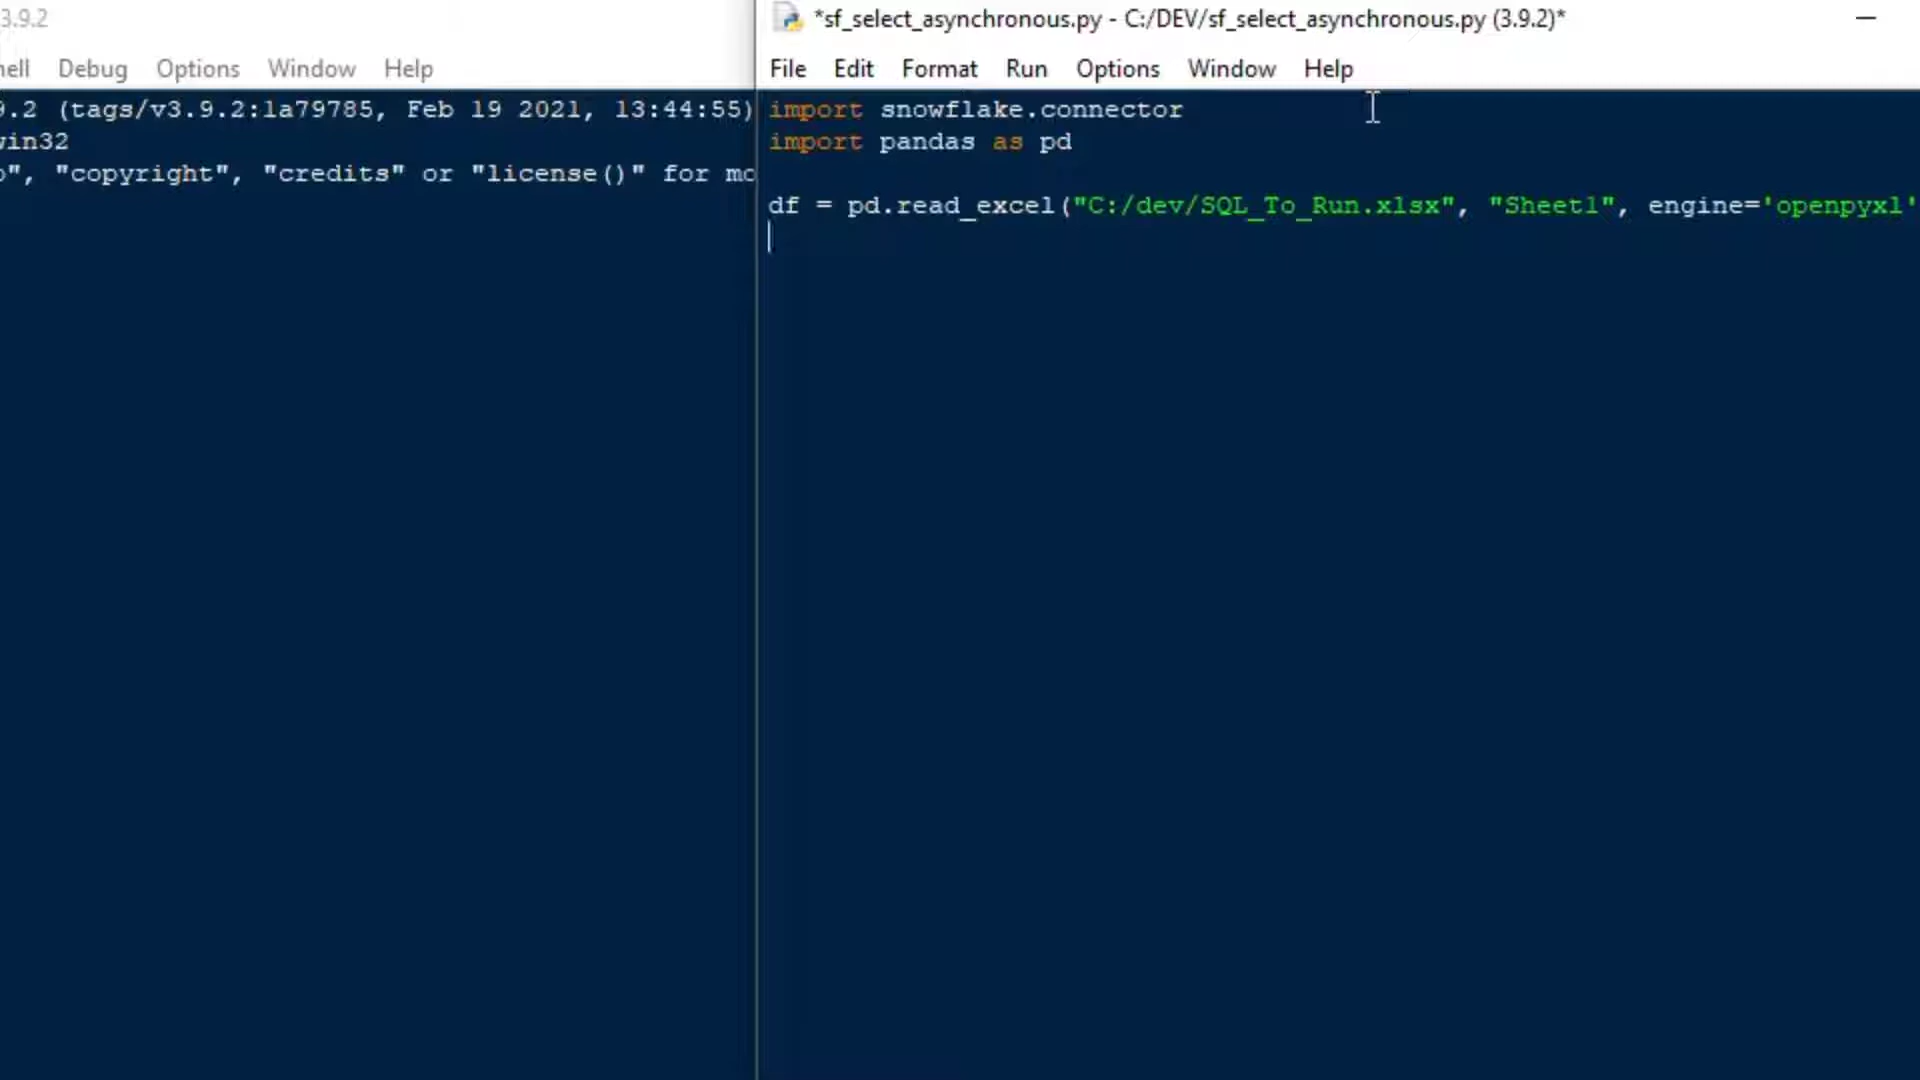 3.9.2
Debug Options Window Help
9.2 (tags/v3.9.2:1a79785, Feb 19 2021, 13:44:55)
win32
", "copyright", "credits" or "license()" for mo
*sf_select_asynchronous.py - C:/DEV/sf_select_asynchronous.py (3.9.2)*
File Edit Format Run Options Window Help
import snowflake.connector
import pandas as pd
df = pd.read_excel("C:/dev/SQL_To_Run.xlsx", "Sheet1", engine='openpyxl'